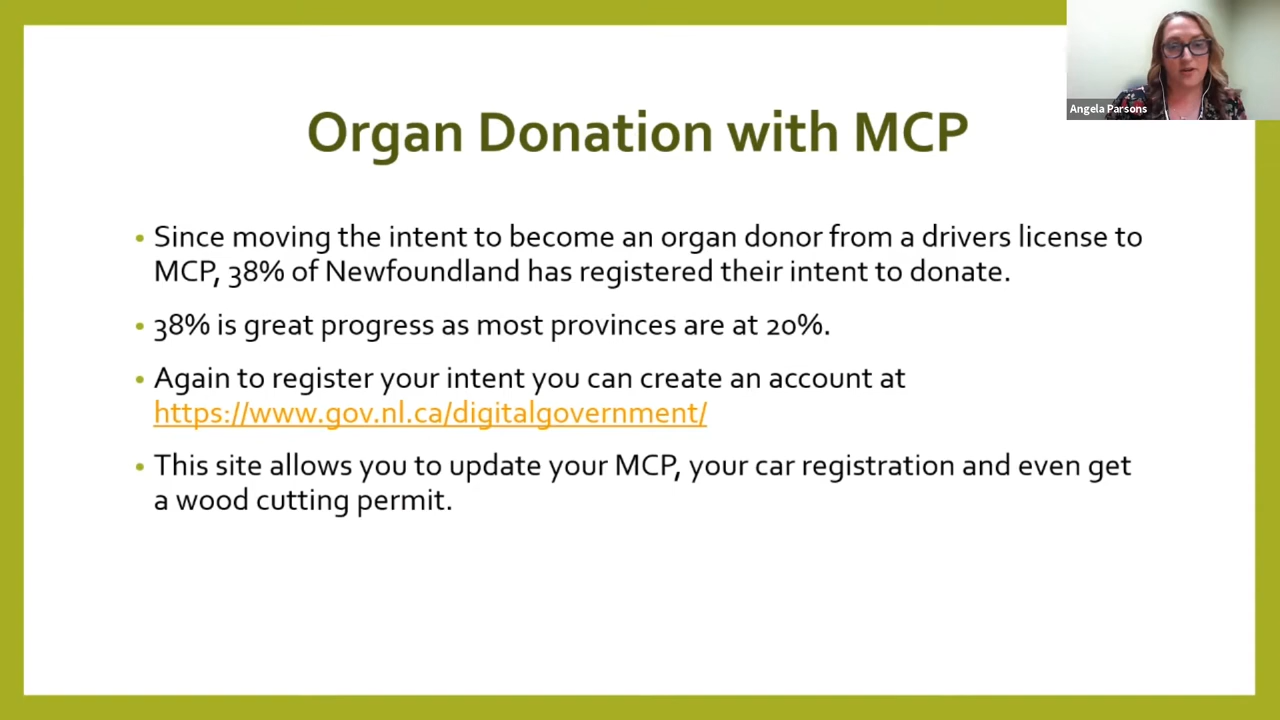 Organ Donation with MCP
Angela Parsons
• Since moving the intent to become an organ donor from a drivers license to
MCP, 38% of Newfoundland has registered their intent to donate.
• 38% is great progress as most provinces are at 20%.
• Again to register your intent you can create an account at
https://www.gov.nl.ca/digitalgovernment/
• This site allows you to update your MCP, your car registration and even get
a wood cutting permit.